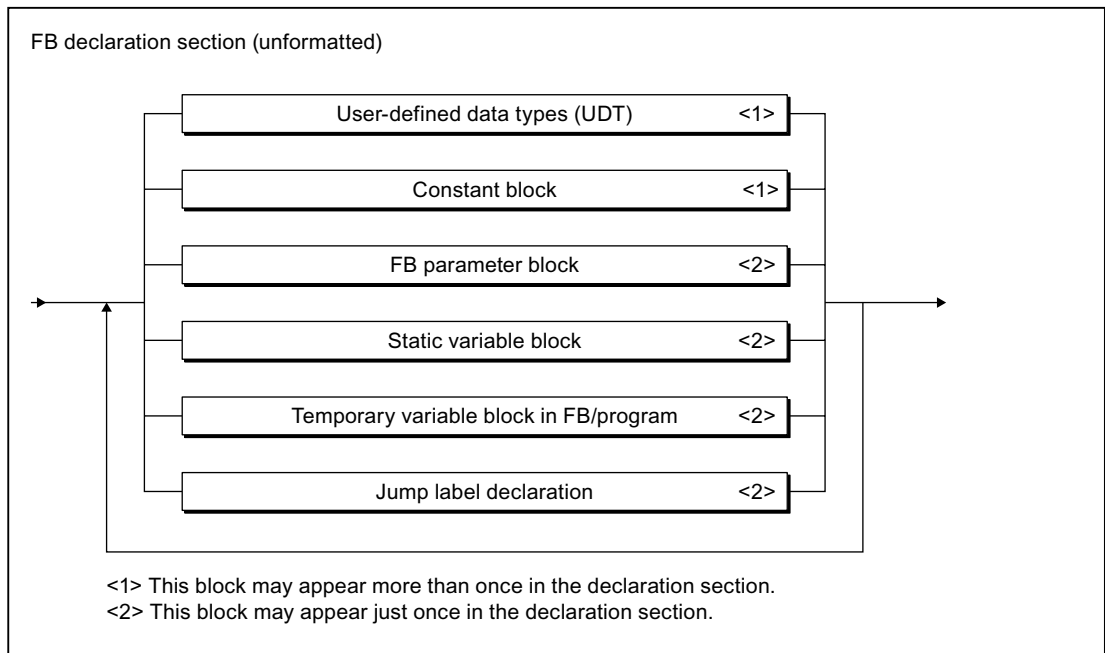 FB declaration section (unformatted)
User-defined data types (UDT) <1>
Constant block <1>
FB parameter block <2>
Static variable block <2>
Temporary variable block in FB/program <2>
Jump label declaration <2>
<1> This block may appear more than once in the declaration section.
<2> This block may appear just once in the declaration section.